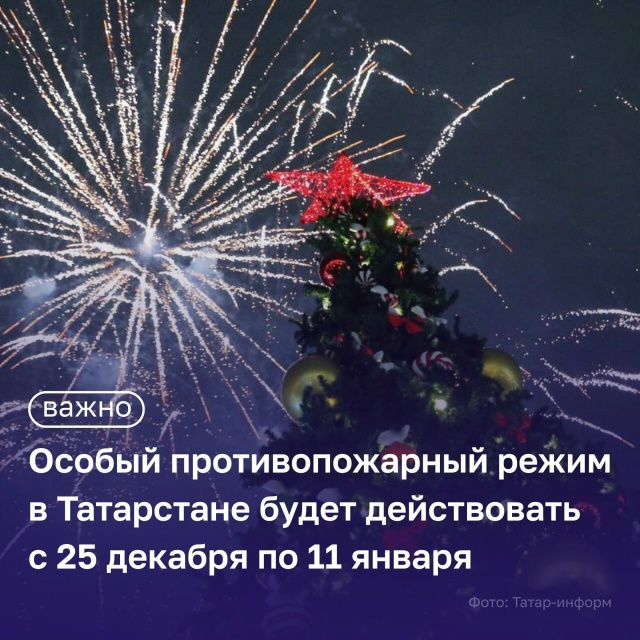 важно
Особый противопожарный режим
в Татарстане будет действовать
с 25 декабря по 11 января
Фото: Татар-информ